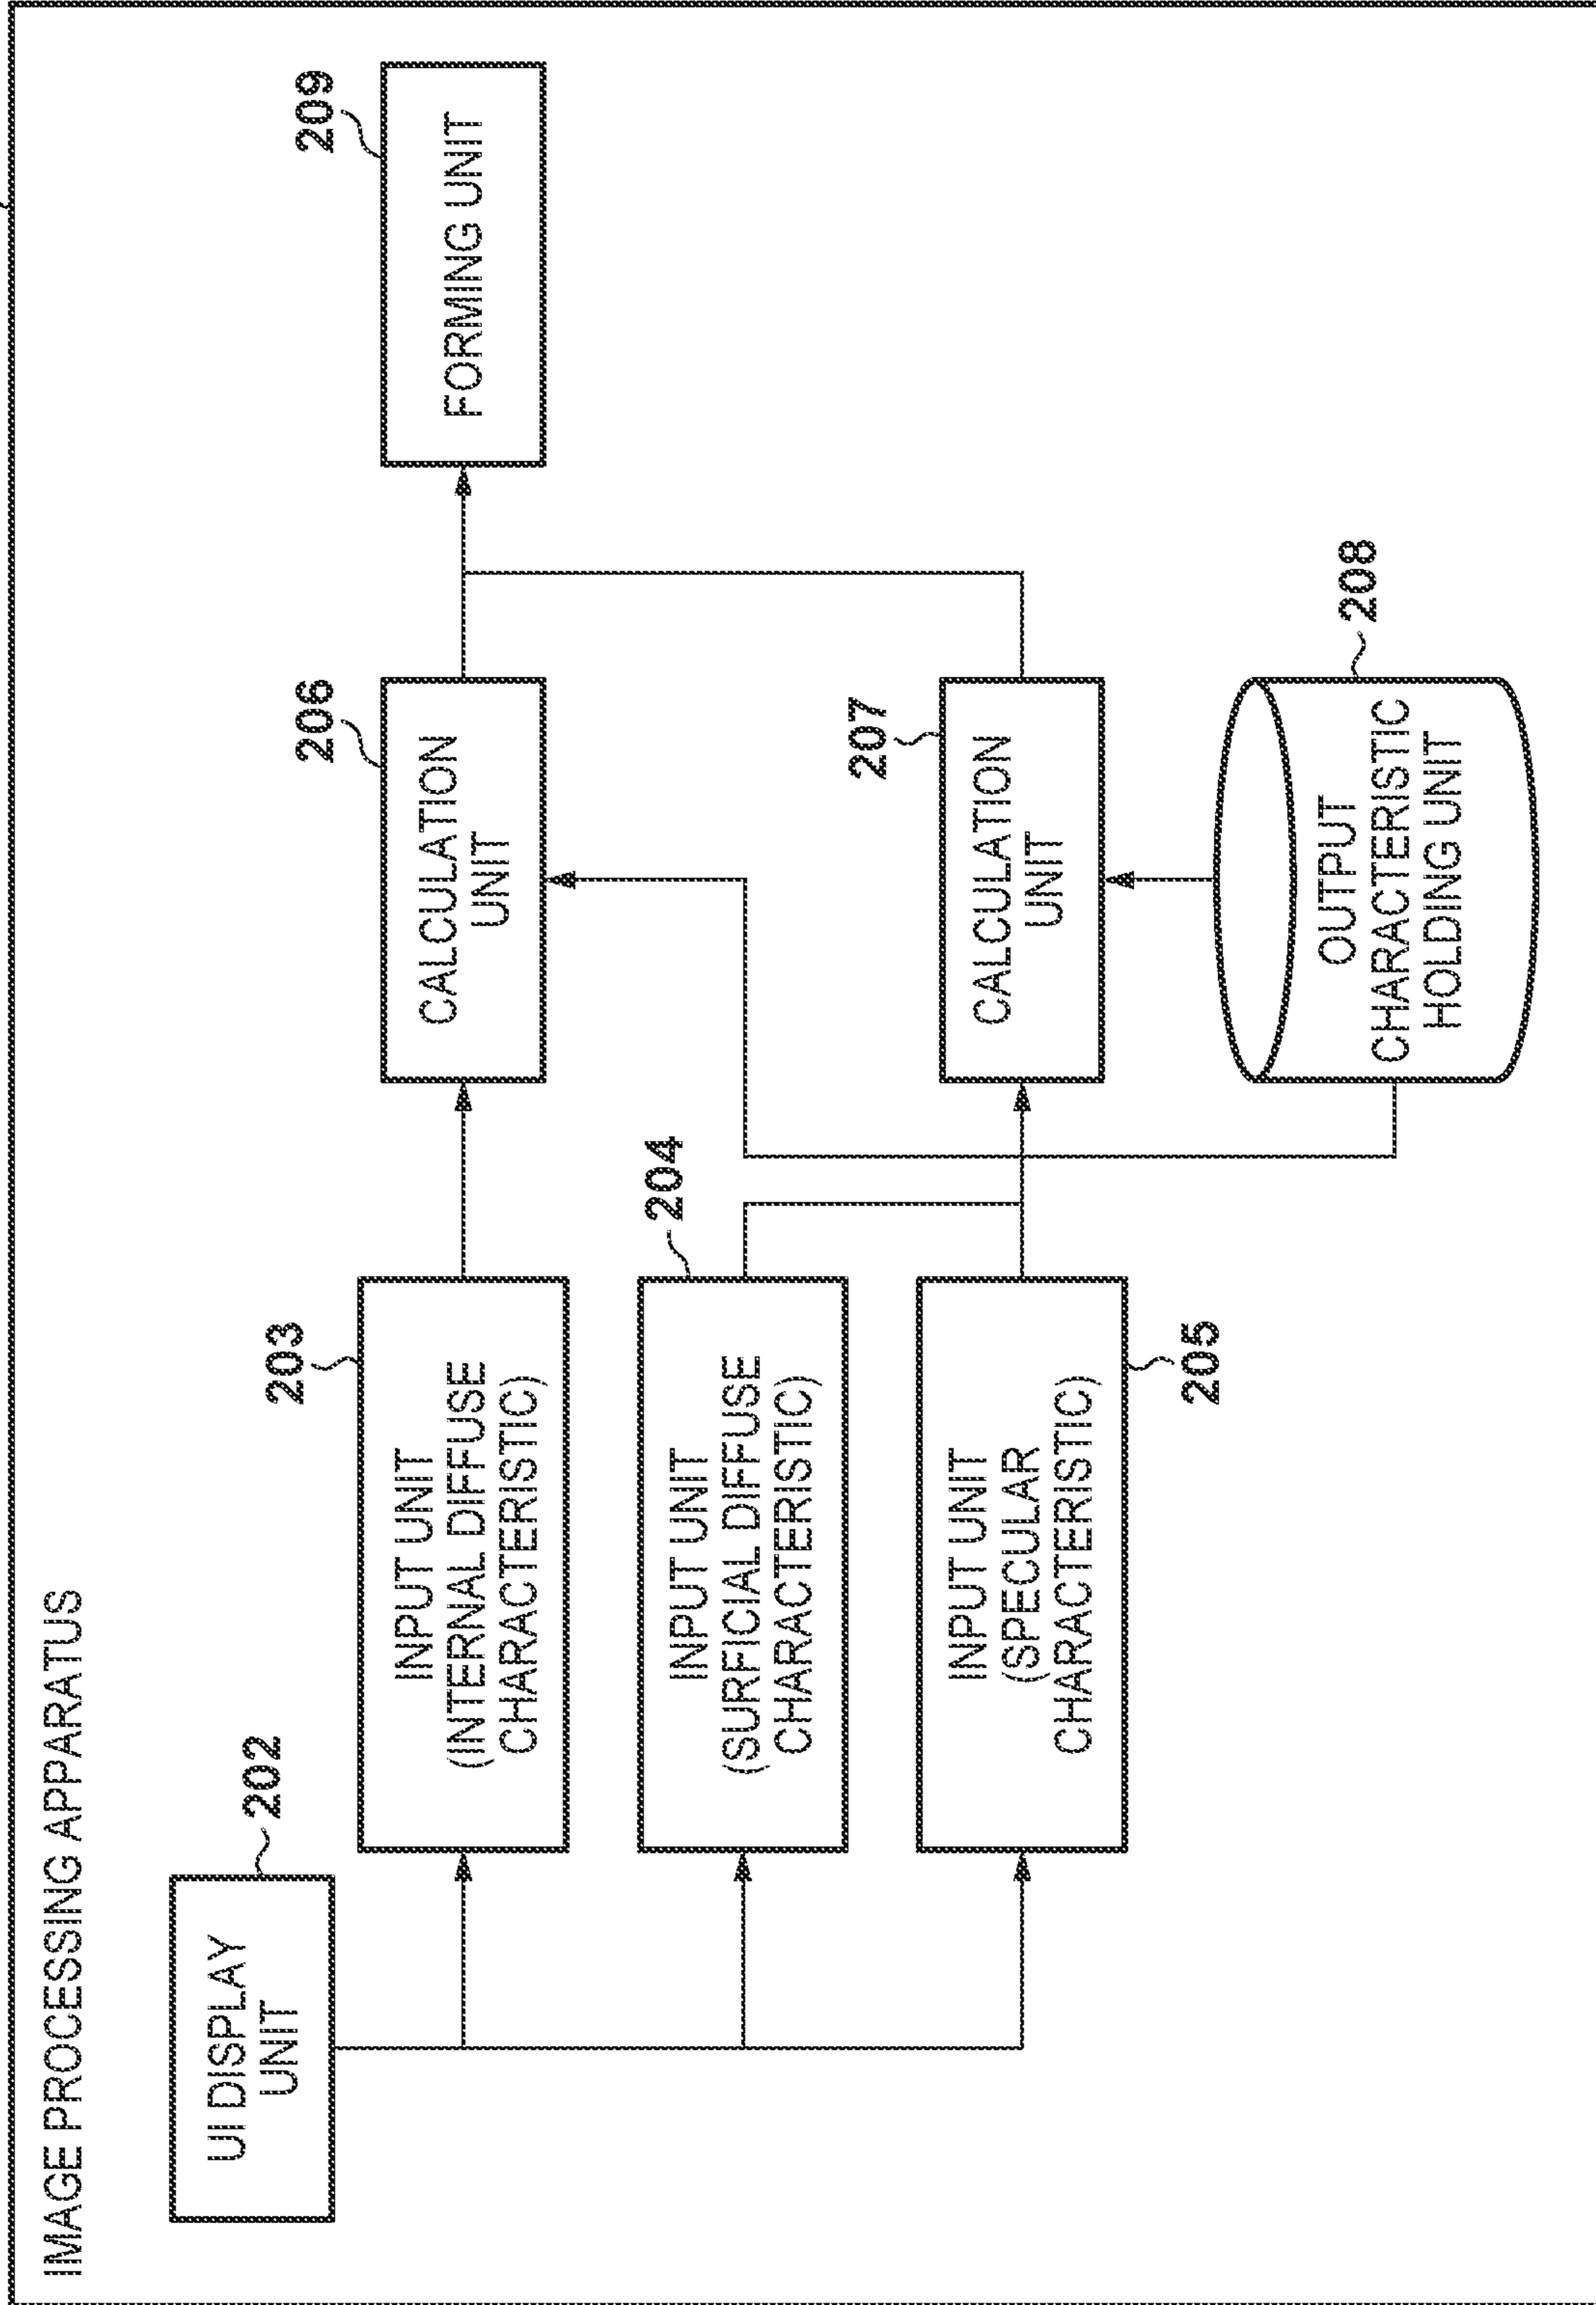 IMAGE PROCESSING APPARATUS
202
UI DISPLAY
UNIT
203
INPUT UNIT
(INTERNAL DIFFUSE
CHARACTERISTIC)
204
INPUT UNIT
(SURFICIAL DIFFUSE
CHARACTERISTIC)
INPUT UNIT
(SPECULAR
CHARACTERISTIC)
205
206
CALCULATION
UNIT
207
CALCULATION
UNIT
208
OUTPUT
CHARACTERISTIC
HOLDING UNIT
209
FORMING UNIT